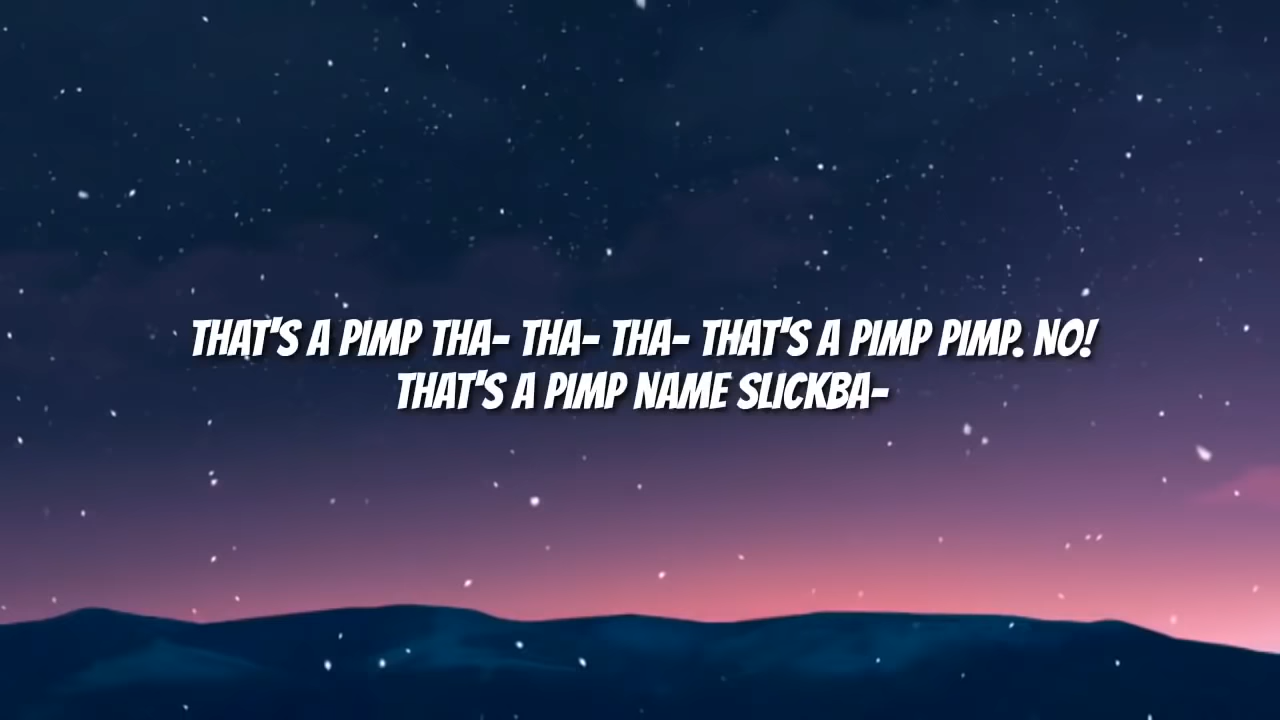 THAT'S A PIMP THA- THA- THA- THAT'S A PIMP PIMP. NO!
THAT'S A PIMP NAME SLICKBA-